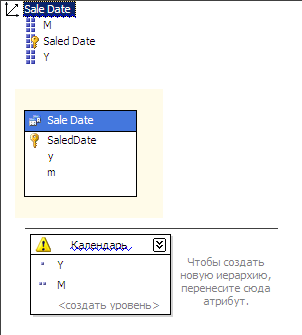 Sale Date
M
Saled Date
Y
Sale Date
SaledDate
y
m
Календарь
Y
M
<создать уровень>
Чтобы создать
новую иерархию,
перенесите сюда
атрибут.